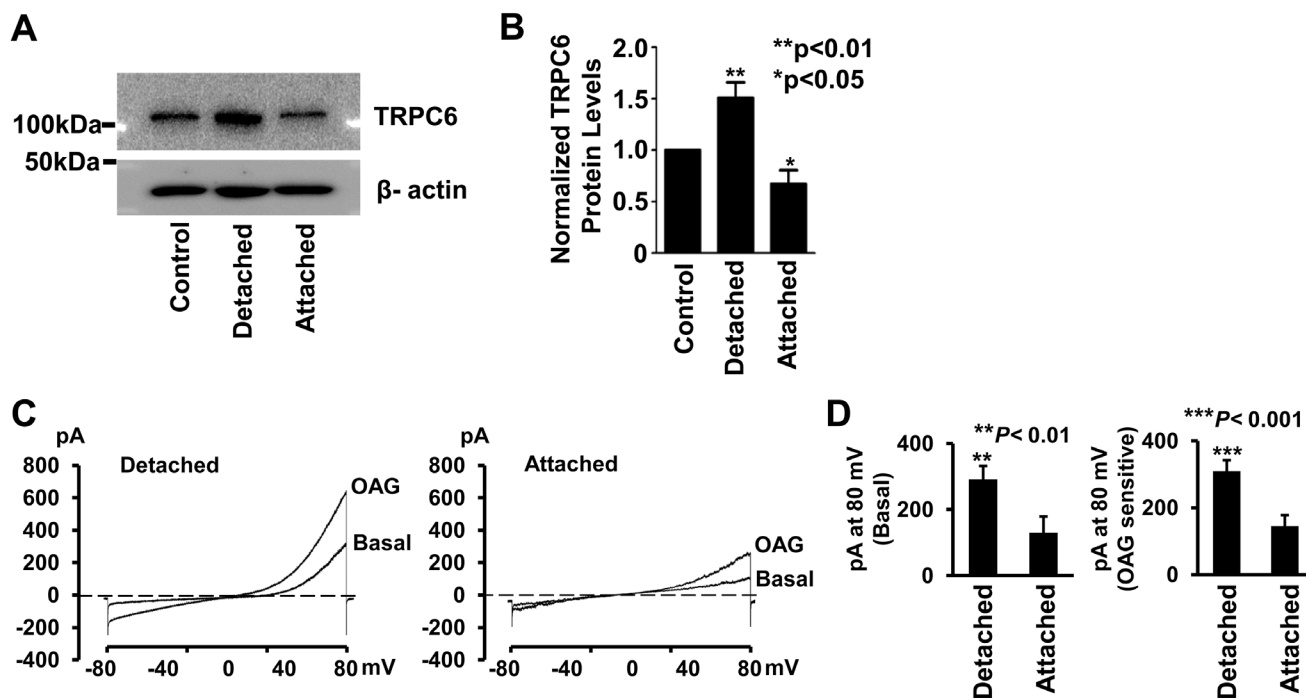 A
100kDa
50kDa
TRPC6
β- actin
Control
Detached
Attached
B
Normalized TRPC6
Protein Levels
2.0
1.5
1.0
0.5
0
**
*
**p<0.01
*p<0.05
Control
Detached
Attached
C
pA
800
600
400
200
0
-200
-400
Detached
OAG
Basal
-80
-40
0
40
80
mV
pA
800
600
400
200
0
-200
-400
Attached
OAG
Basal
-80
-40
0
40
80
mV
D
pA at 80 mV
(Basal)
400
200
0
**P< 0.01
**
Detached
Attached
pA at 80 mV
(OAG sensitive)
400
200
0
***P< 0.001
***
Detached
Attached